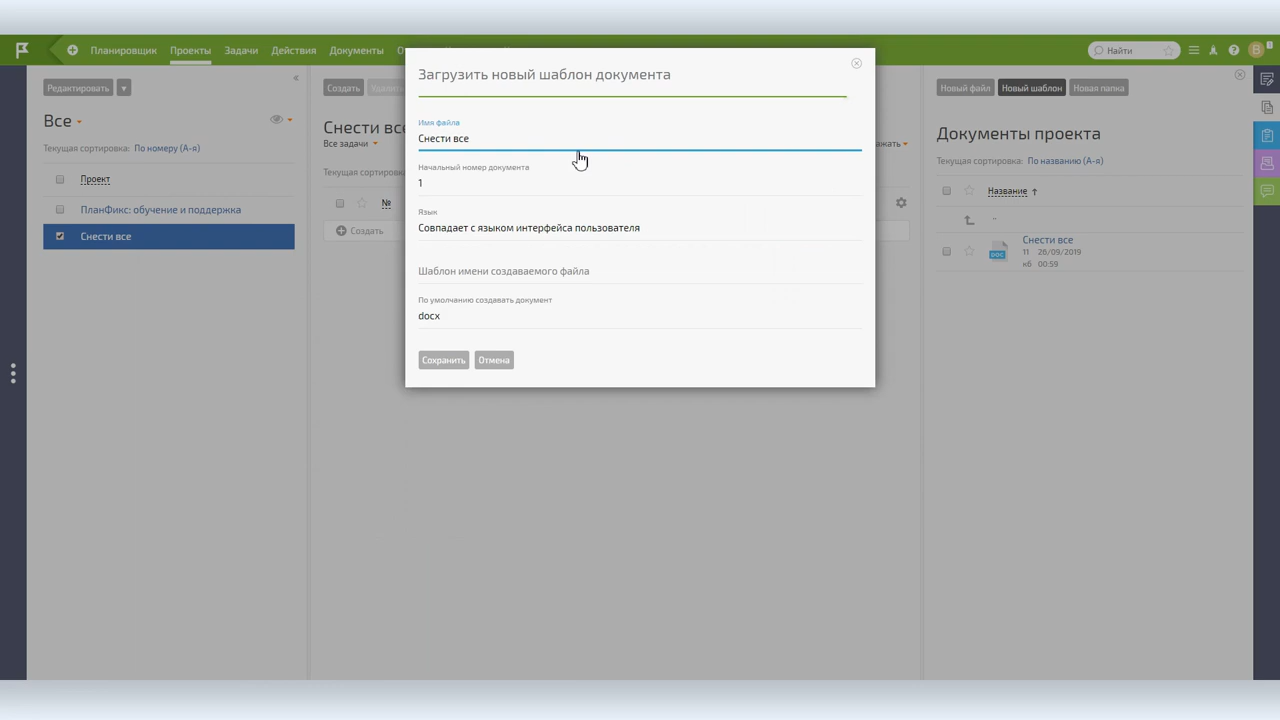 Планировщик Проекты Задачи Действия Документы
Найти
B
Редактировать
Все
Текущая сортировка: По номеру (А-я)
Проект
ПланФикс: обучение и поддержка
Снести все
Создать
Снести все
Все задачи
№
Создать
Загрузить новый шаблон документа
Имя файла
Снести все
Начальный номер документа
1
Язык
Совпадает с языком интерфейса пользователя
Шаблон имени создаваемого файла
По умолчанию создавать документ
docx
Сохранить Отмена
Новый файл Новый шаблон Новая папка
Документы проекта
Текущая сортировка: По названию (А-я)
Название ↑
..
DOC
Снести все
11 26/09/2019
кб 00:59